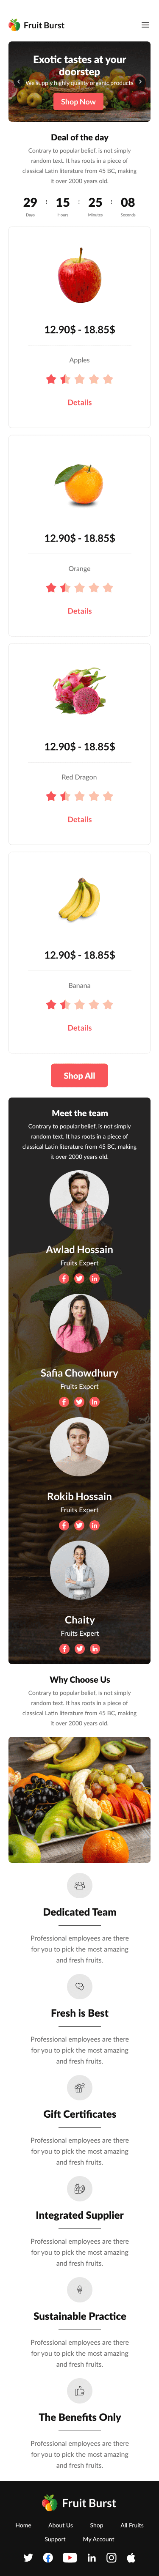 Fruit Burst
Exotic tastes at your
doorstep
We supply highly quality organic products
Shop Now
Deal of the day
Contrary to popular belief, is not simply
random text. It has roots in a piece of
classical Latin literature from 45 BC, making
it over 2000 years old.
29 : 15 : 25 : 08
Days Hours Minutes Seconds
12.90$ - 18.85$
Apples
Details
12.90$ - 18.85$
Orange
Details
12.90$ - 18.85$
Red Dragon
Details
12.90$ - 18.85$
Banana
Details
Shop All
Meet the team
Contrary to popular belief, is not simply
random text. It has roots in a piece of
classical Latin literature from 45 BC, making
it over 2000 years old.
Awlad Hossain
Fruits Expert
Safia Chowdhury
Fruits Expert
Rokib Hossain
Fruits Expert
Chaity
Fruits Expert
Why Choose Us
Contrary to popular belief, is not simply
random text. It has roots in a piece of
classical Latin literature from 45 BC, making
it over 2000 years old.
Dedicated Team
Professional employees are there
for you to pick the most amazing
and fresh fruits.
Fresh is Best
Professional employees are there
for you to pick the most amazing
and fresh fruits.
Gift Certificates
Professional employees are there
for you to pick the most amazing
and fresh fruits.
Integrated Supplier
Professional employees are there
for you to pick the most amazing
and fresh fruits.
Sustainable Practice
Professional employees are there
for you to pick the most amazing
and fresh fruits.
The Benefits Only
Professional employees are there
for you to pick the most amazing
and fresh fruits.
Fruit Burst
Home About Us Shop All Fruits
Support My Account